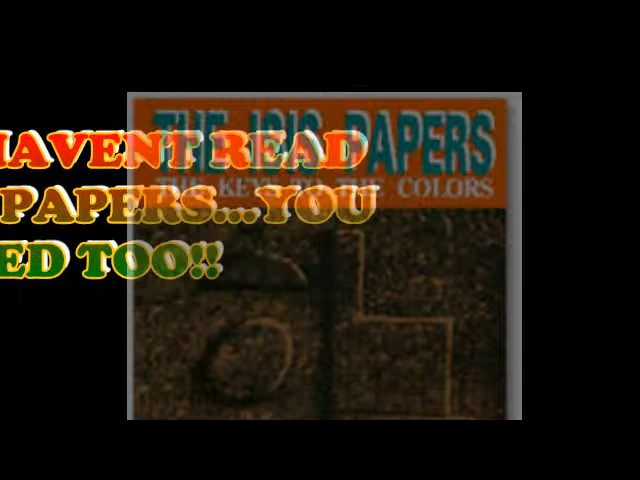 THE ISIS PAPERS
THE KEYS TO THE COLORS
HAVENT READ
PAPERS...YOU
ED TOO!!